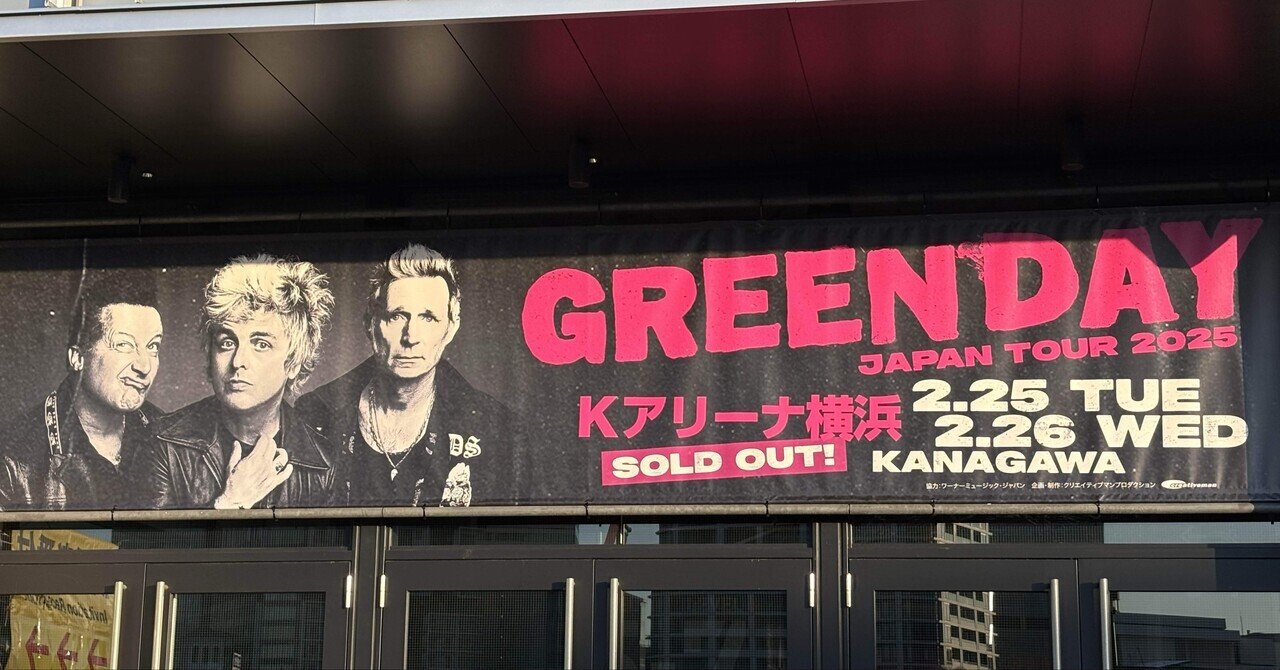 GREEN DAY
JAPAN TOUR 2025
Kアリーナ横浜
2.25 TUE
2.26 WED
SOLD OUT!
KANAGAWA
協力:ワーナーミュージック・ジャパン 企画・制作:クリエイティブマンプロダクション creativeman
DS
Invitation